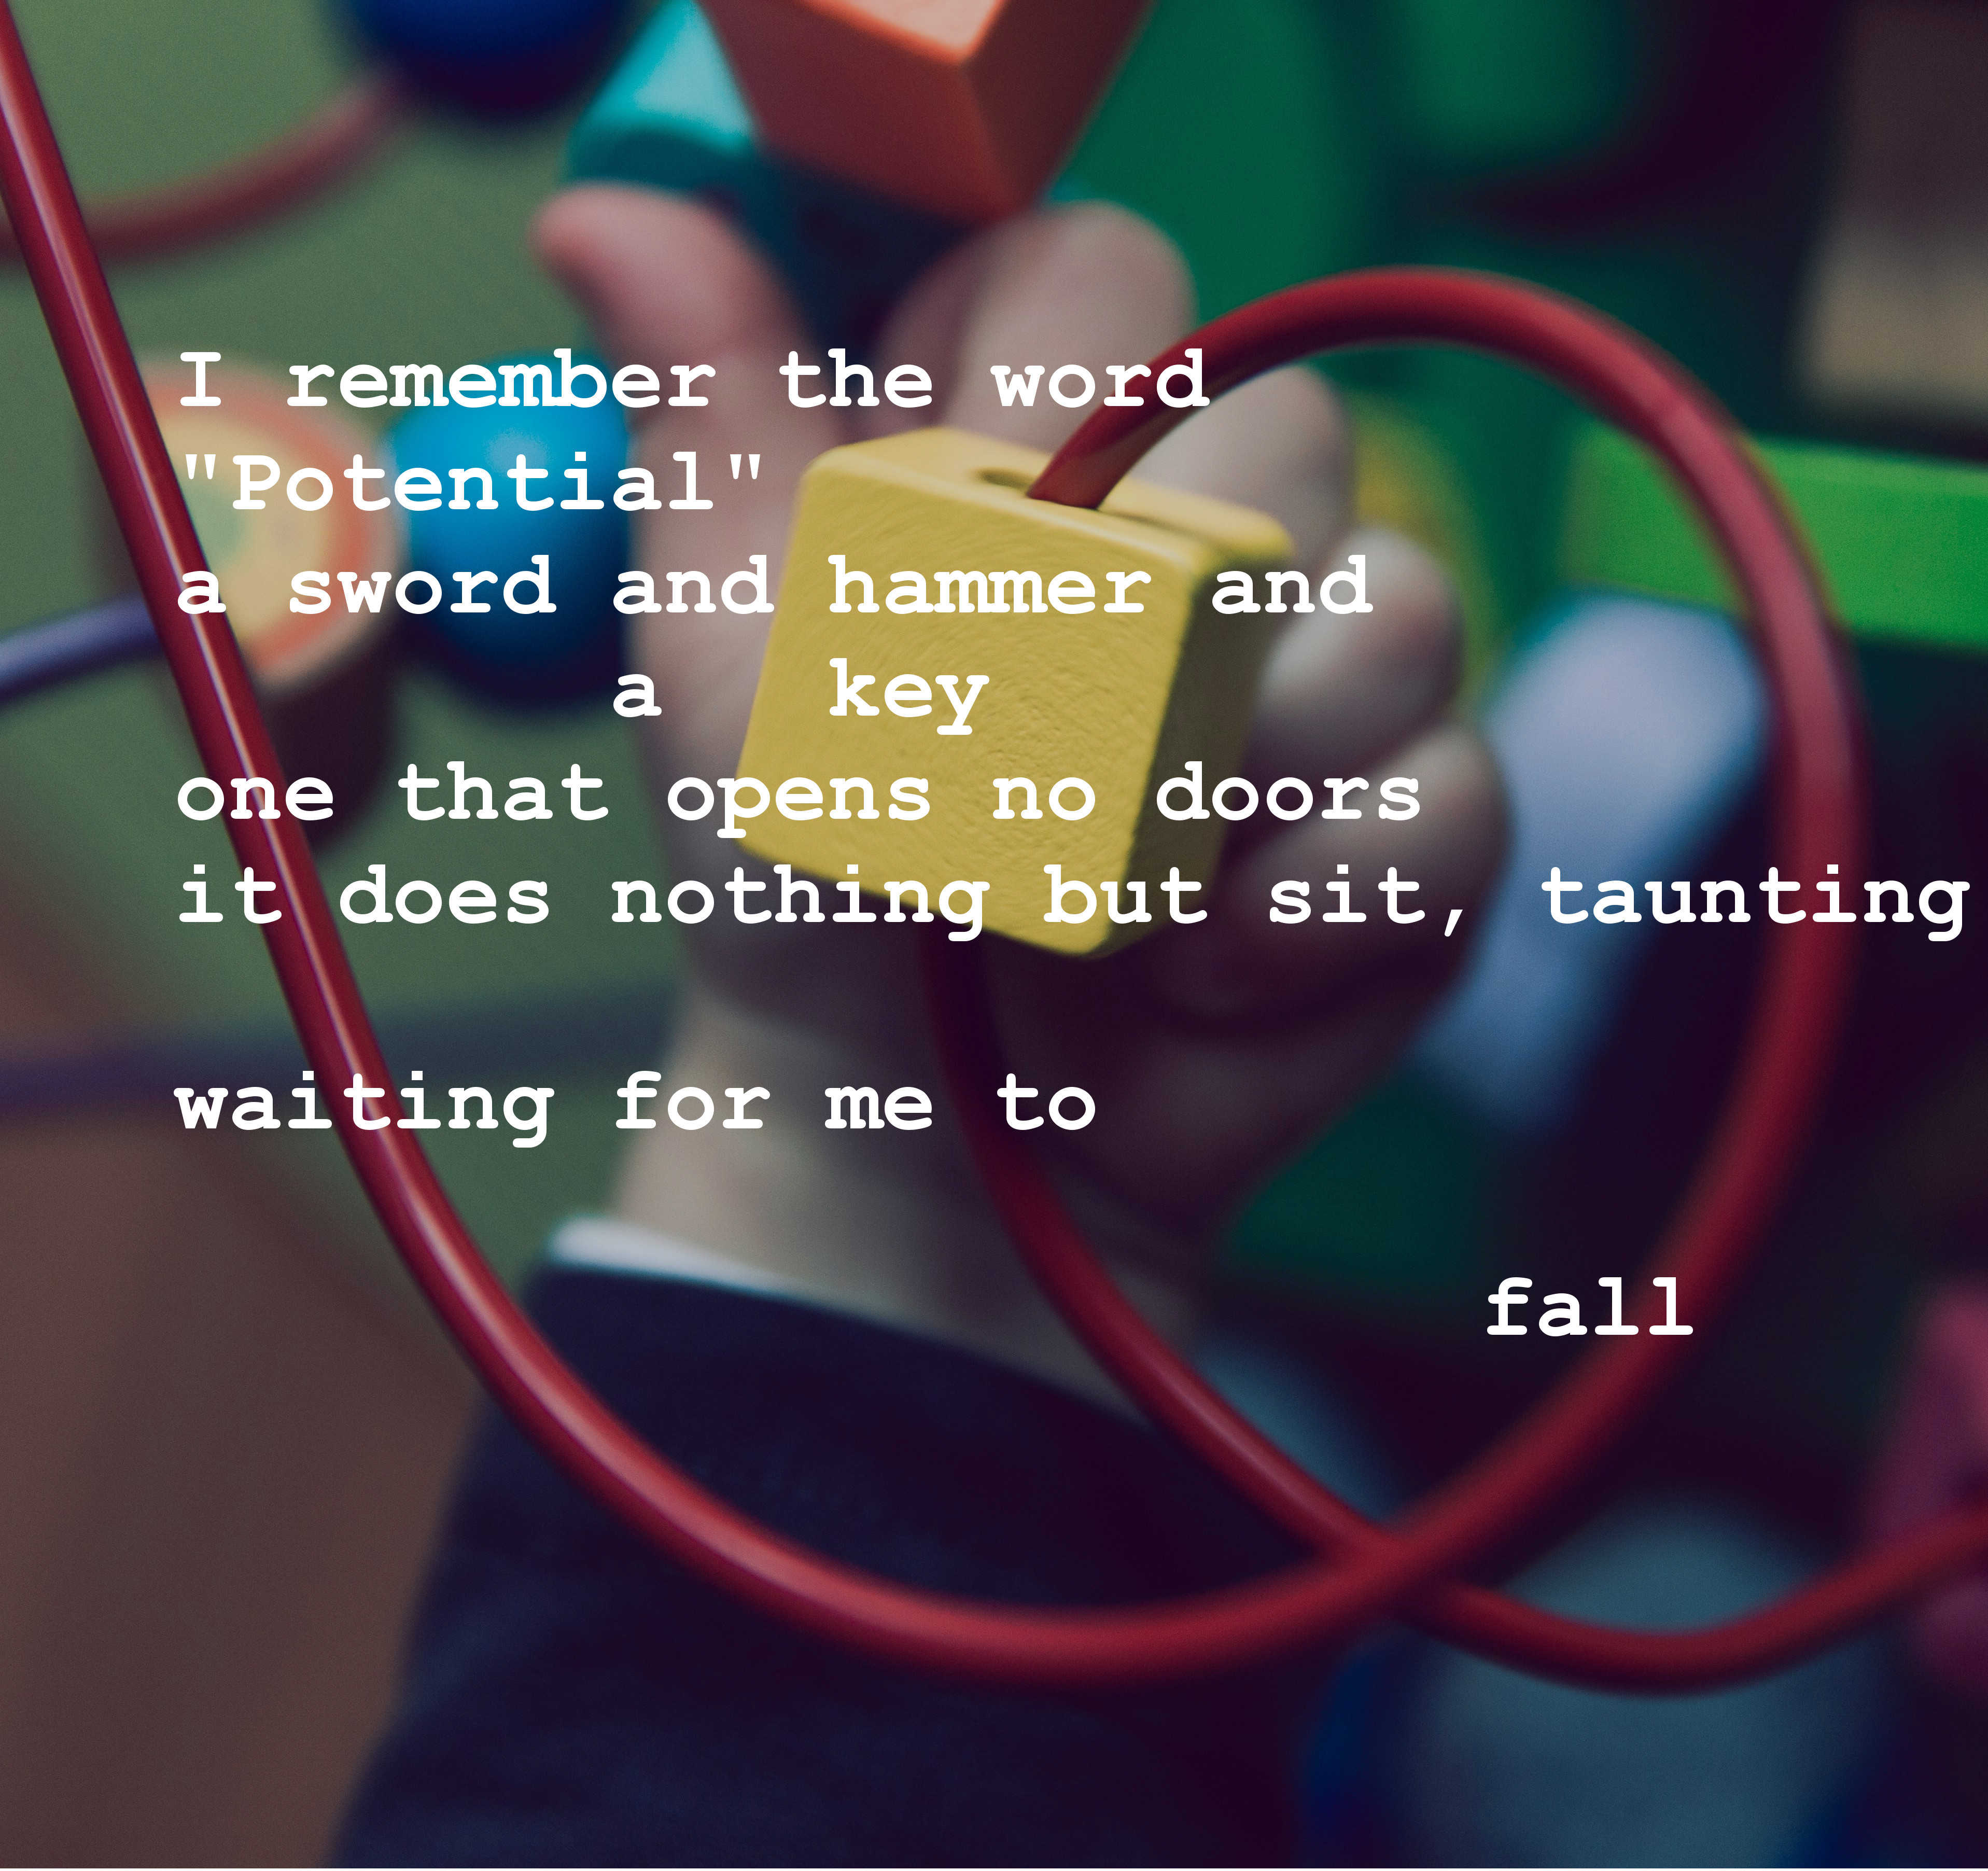 I remember the word
"Potential"
a sword and hammer and
a key
one that opens no doors
it does nothing but sit, taunting
waiting for me to
fall